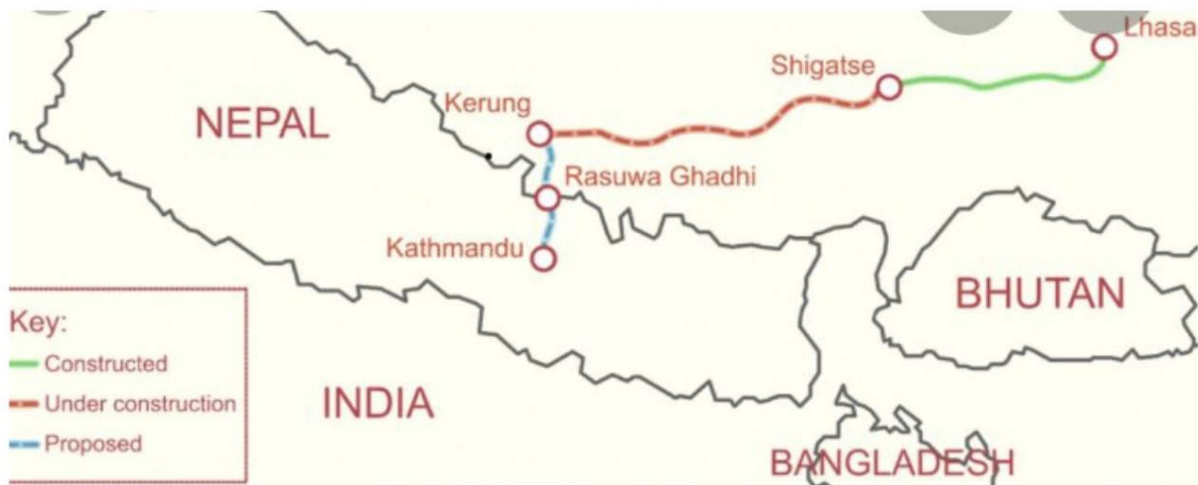 Lhasa
Shigatse
Kerung
NEPAL
Rasuwa Ghadhi
Kathmandu
BHUTAN
Key:
Constructed
Under construction
Proposed
INDIA
BANGLADESH